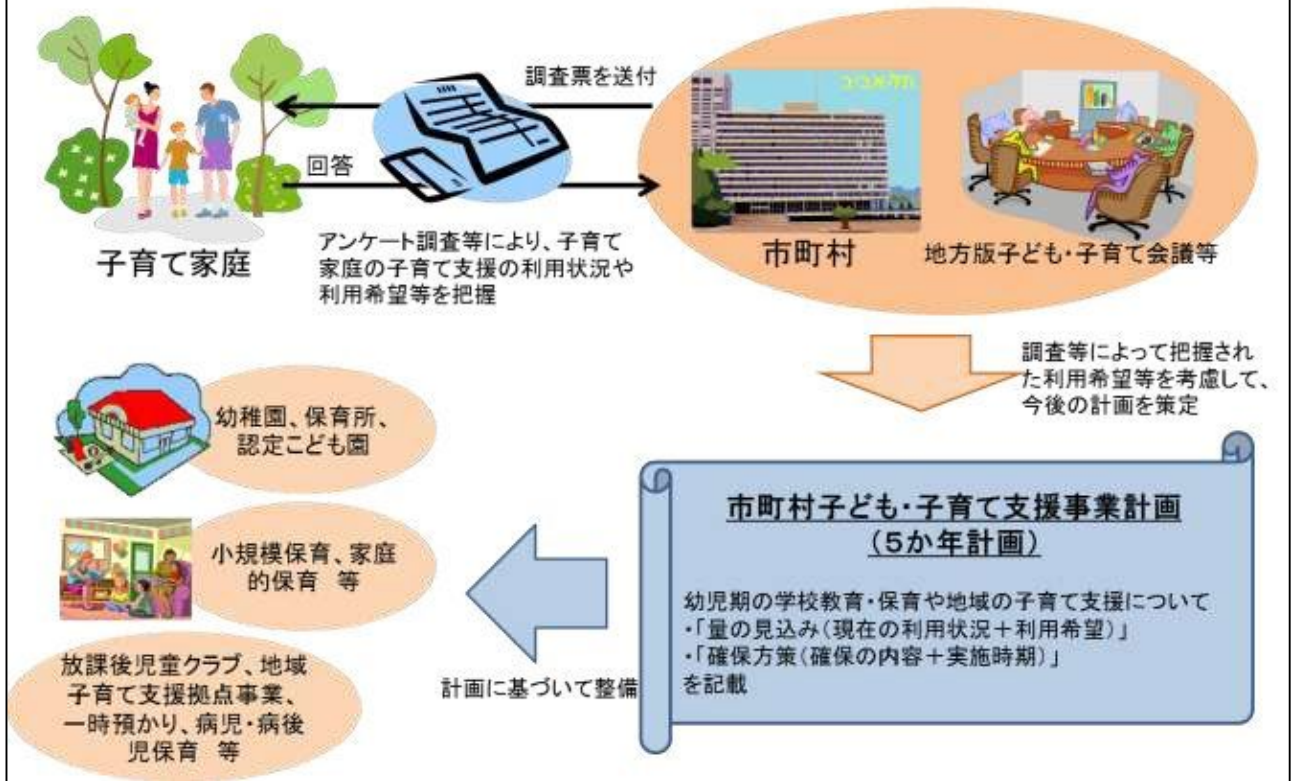 調査票を送付
回答
アンケート調査等により、子育て
家庭の子育て支援の利用状況や
利用希望等を把握
子育て家庭
תל אביב
市町村
地方版子ども・子育て会議等
調査等によって把握され
た利用希望等を考慮して、
今後の計画を策定
市町村子ども・子育て支援事業計画
（5か年計画）
幼児期の学校教育・保育や地域の子育て支援について
・「量の見込み（現在の利用状況＋利用希望）」
・「確保方策（確保の内容＋実施時期）」
を記載
計画に基づいて整備
幼稚園、保育所、
認定こども園
小規模保育、家庭
的保育　等
放課後児童クラブ、地域
子育て支援拠点事業、
一時預かり、病児・病後
児保育　等